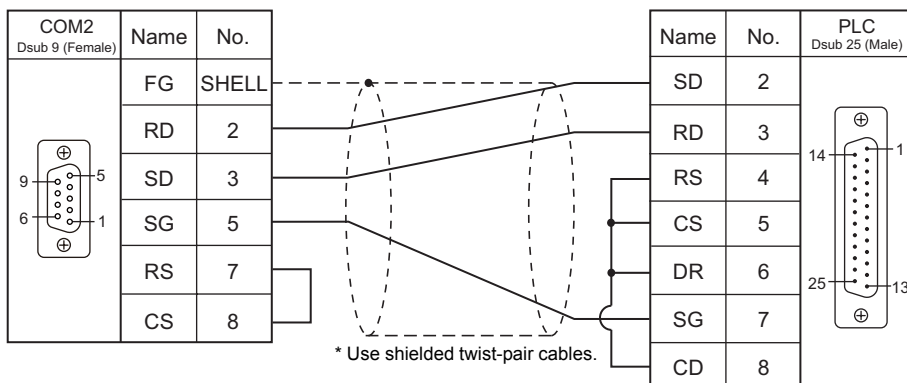 COM2
Dsub 9 (Female)
Name No.
FG SHELL
RD 2
SD 3
SG 5
RS 7
CS 8
9
5
6
1
Name No.
PLC
Dsub 25 (Male)
SD 2
RD 3
RS 4
CS 5
DR 6
SG 7
CD 8
14
1
25
13
* Use shielded twist-pair cables.